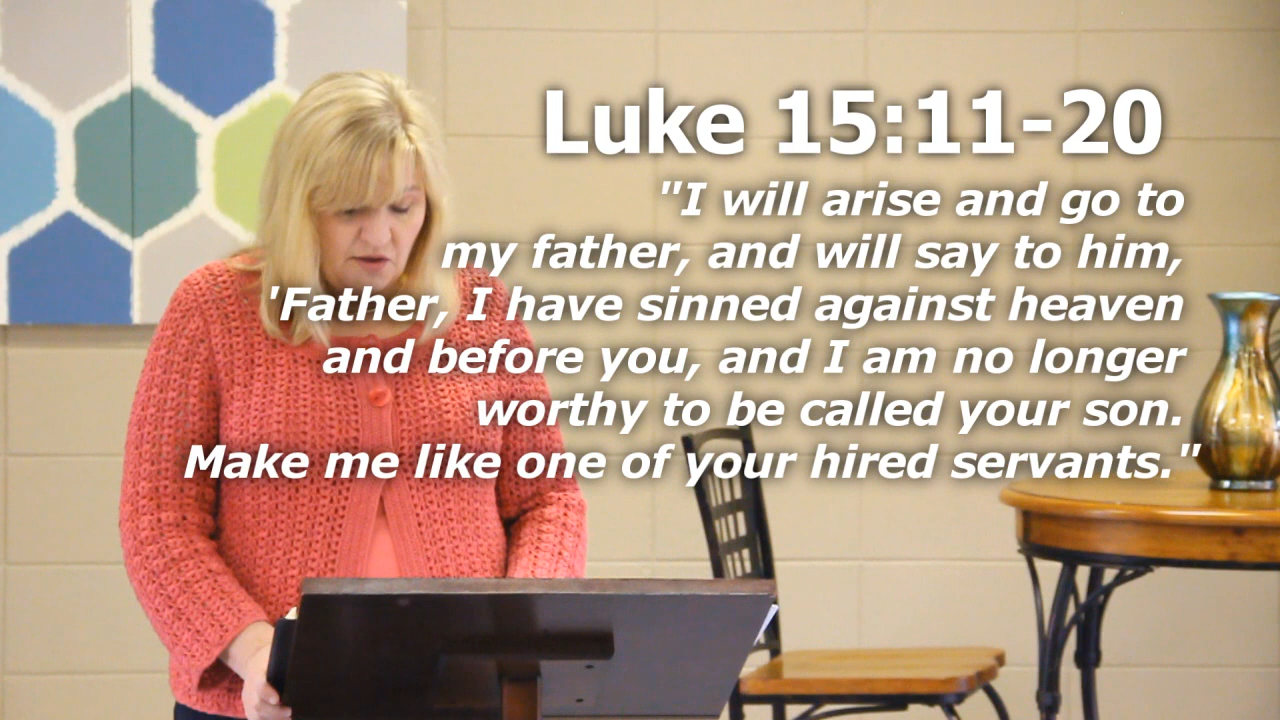 Luke 15:11-20
"I will arise and go to
my father, and will say to him,
'Father, I have sinned against heaven
and before you, and I am no longer
worthy to be called your son.
Make me like one of your hired servants."